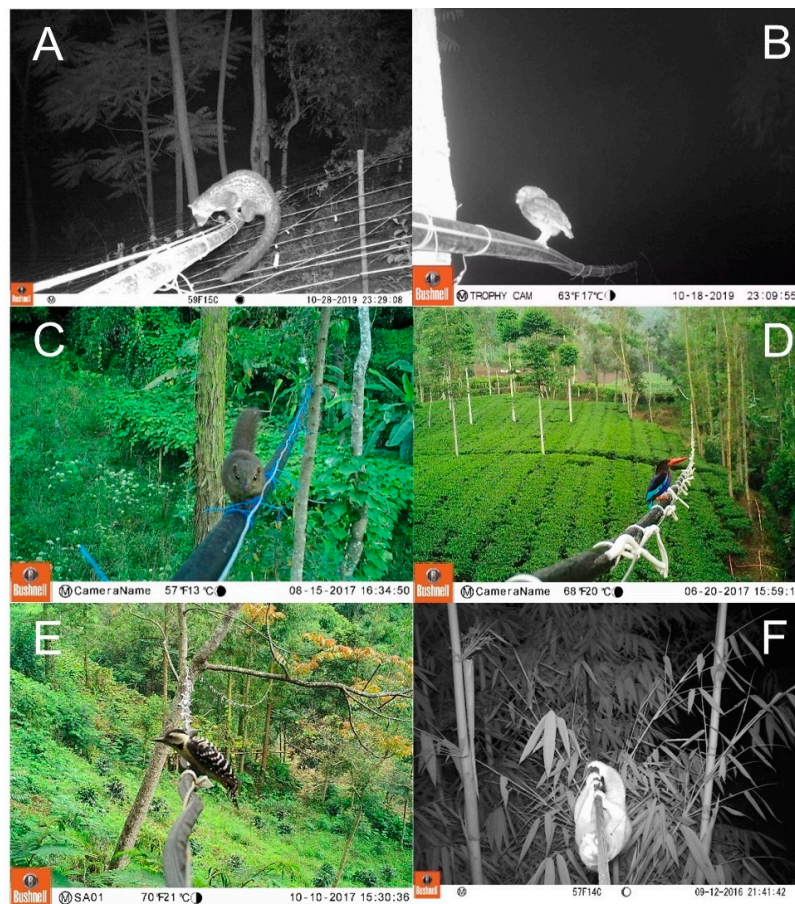 A
Bushnell
M 59F15C 10-28-2019 23:29:08
B
Bushnell
M TROPHY CAM 63°F17°C 10-18-2019 23:09:55
C
Bushnell
M CameraName 57°F13°C 08-15-2017 16:34:50
D
Bushnell
M CameraName 68°F20°C 06-20-2017 15:59:1
E
Bushnell
M SA01 70°F21°C 10-10-2017 15:30:36
F
Bushnell
M 57F14C 09-12-2016 21:41:42